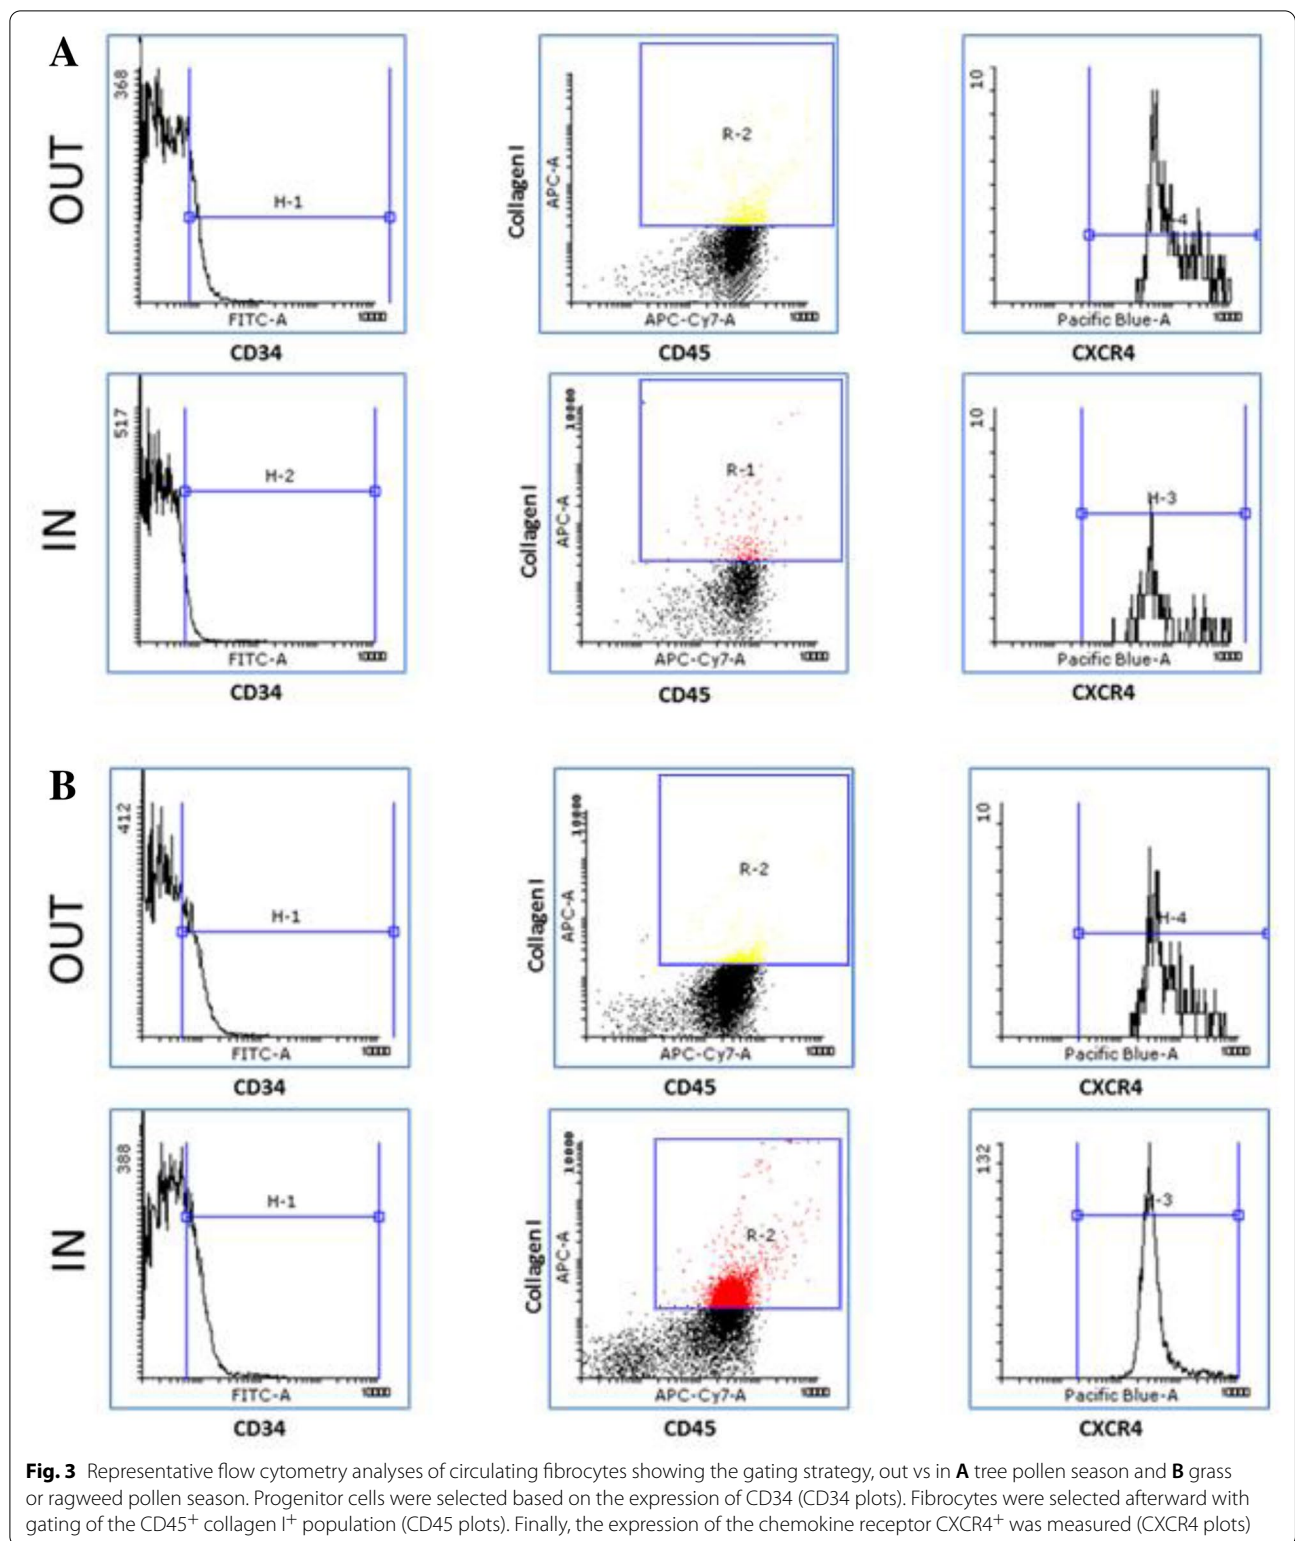 A
OUT
368
H-1
FITC-A
10000
CD34
Collagen I
APC-A
R-2
APC-Cy7-A
10000
CD45
10
-4
Pacific Blue-A
10000
CXCR4
IN
517
H-2
FITC-A
10000
CD34
Collagen I
APC-A
10000
R-1
APC-Cy7-A
10000
CD45
10
H-3
Pacific Blue-A
10000
CXCR4
B
OUT
412
H-1
FITC-A
10000
CD34
Collagen I
APC-A
10000
R-2
APC-Cy7-A
10000
CD45
10
H-4
Pacific Blue-A
10000
CXCR4
IN
388
H-1
FITC-A
10000
CD34
Collagen I
APC-A
10000
R-2
APC-Cy7-A
10000
CD45
132
-3
Pacific Blue-A
10000
CXCR4
Fig. 3 Representative flow cytometry analyses of circulating fibrocytes showing the gating strategy, out vs in A tree pollen season and B grass
or ragweed pollen season. Progenitor cells were selected based on the expression of CD34 (CD34 plots). Fibrocytes were selected afterward with
gating of the CD45⁺ collagen I⁺ population (CD45 plots). Finally, the expression of the chemokine receptor CXCR4⁺ was measured (CXCR4 plots)